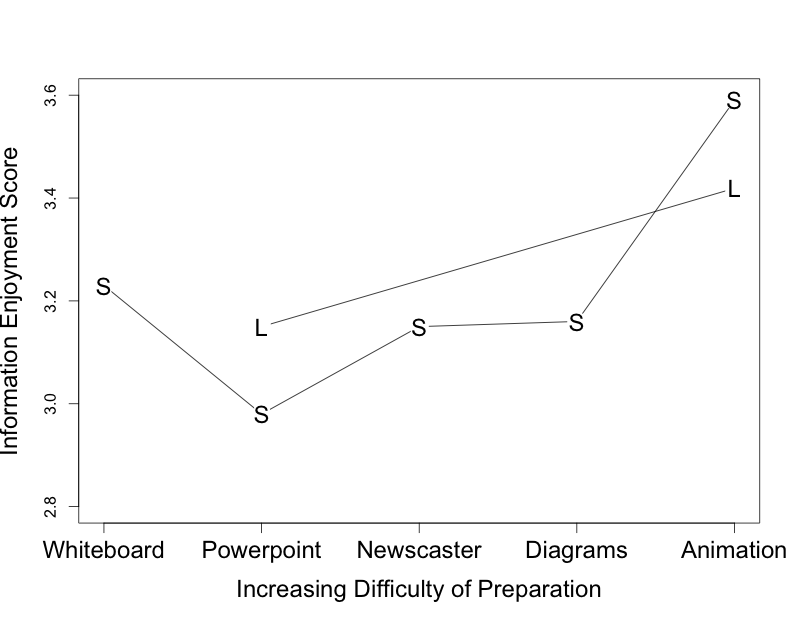 Information Enjoyment Score
3.6
3.4
3.2
3.0
2.8
S
S
S
S
S
L
L
Whiteboard Powerpoint Newscaster Diagrams Animation
Increasing Difficulty of Preparation